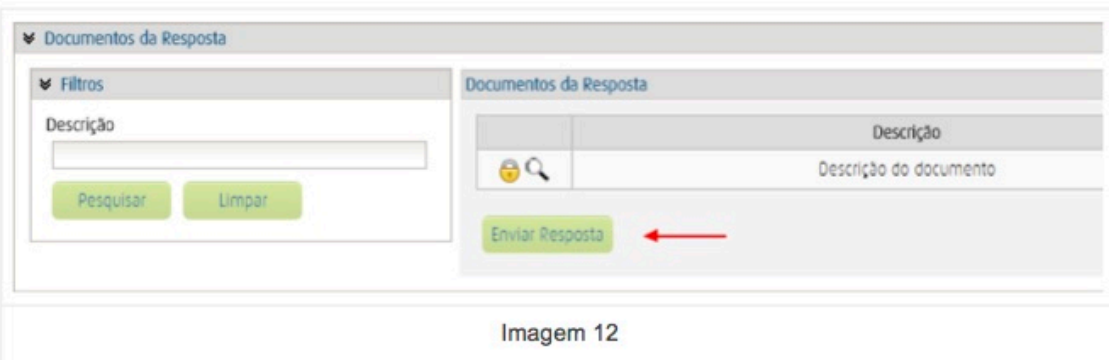 Documentos da Resposta
Filtros
Descrição
Pesquisar Limpar
Documentos da Resposta
Descrição
Descrição do documento
Enviar Resposta
Imagem 12